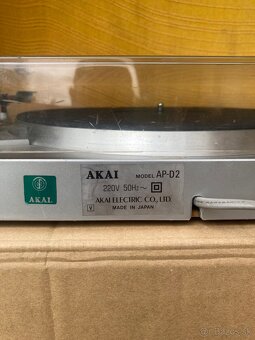 AKAI MODEL AP-D2
220V 50Hz~
AKAI ELECTRIC CO., LTD.
V MADE IN JAPAN
AKAI